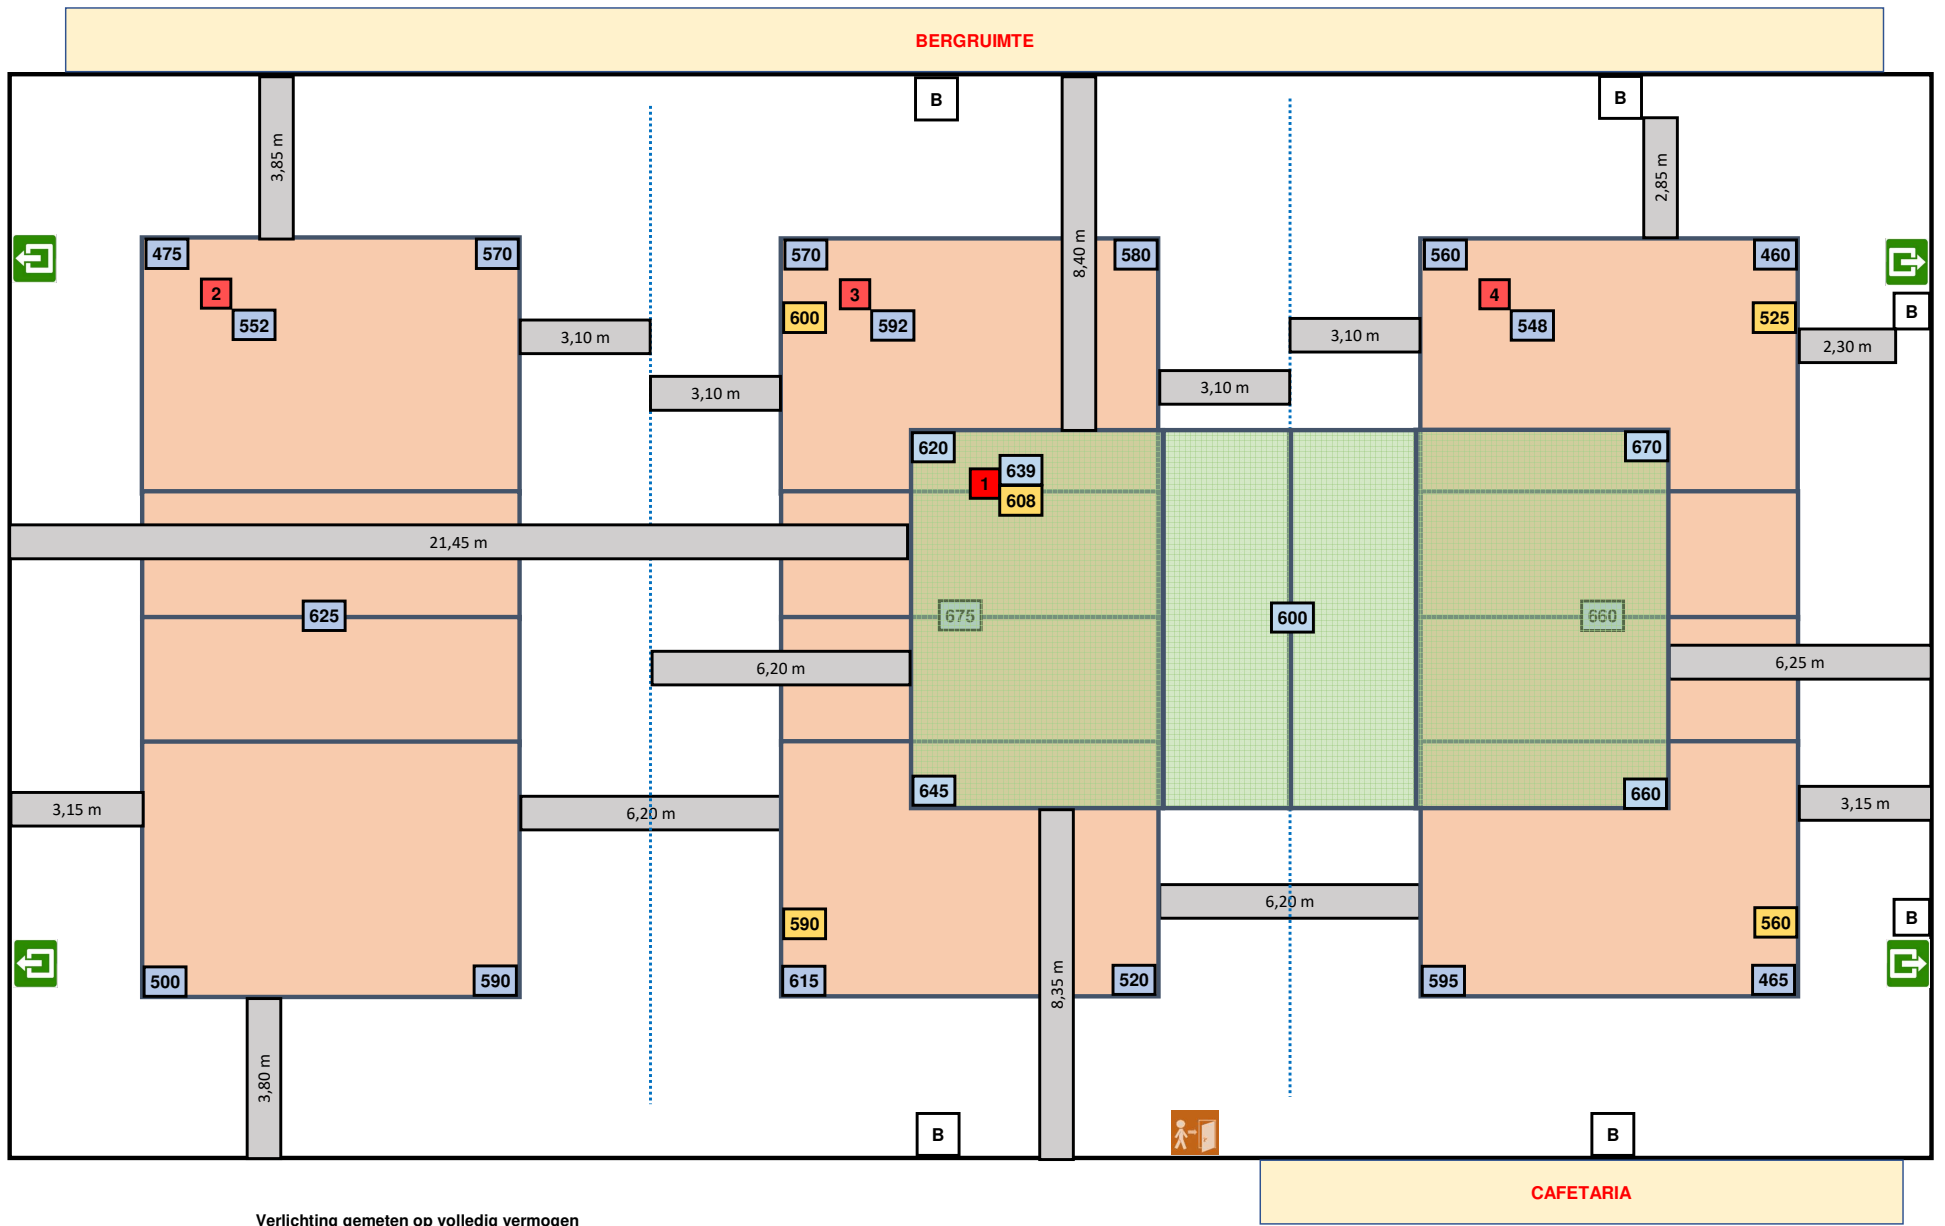 BERGRUIMTE
B
B
3,85 m
8,40 m
2,85 m
475
570
570
580
560
460
2
552
600
3
592
4
548
525
B
3,10 m
3,10 m
3,10 m
3,10 m
2,30 m
620
639
1
608
670
21,45 m
625
675
600
660
6,20 m
6,25 m
645
660
3,15 m
6,20 m
3,15 m
6,20 m
590
560
B
500
590
615
520
595
465
8,35 m
3,80 m
B
B
CAFETARIA
Verlichting gemeten op volledig vermogen